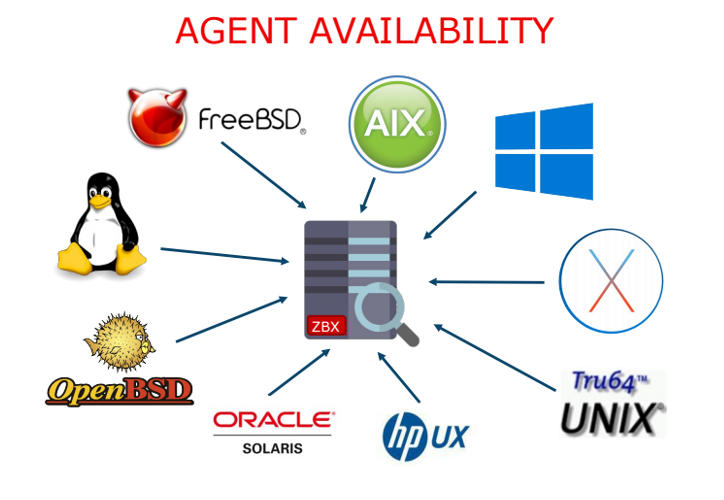 AGENT AVAILABILITY
FreeBSD®
AIX®
X
ZBX
OpenBSD
Tru64™
UNIX®
ORACLE®
SOLARIS
hp UX